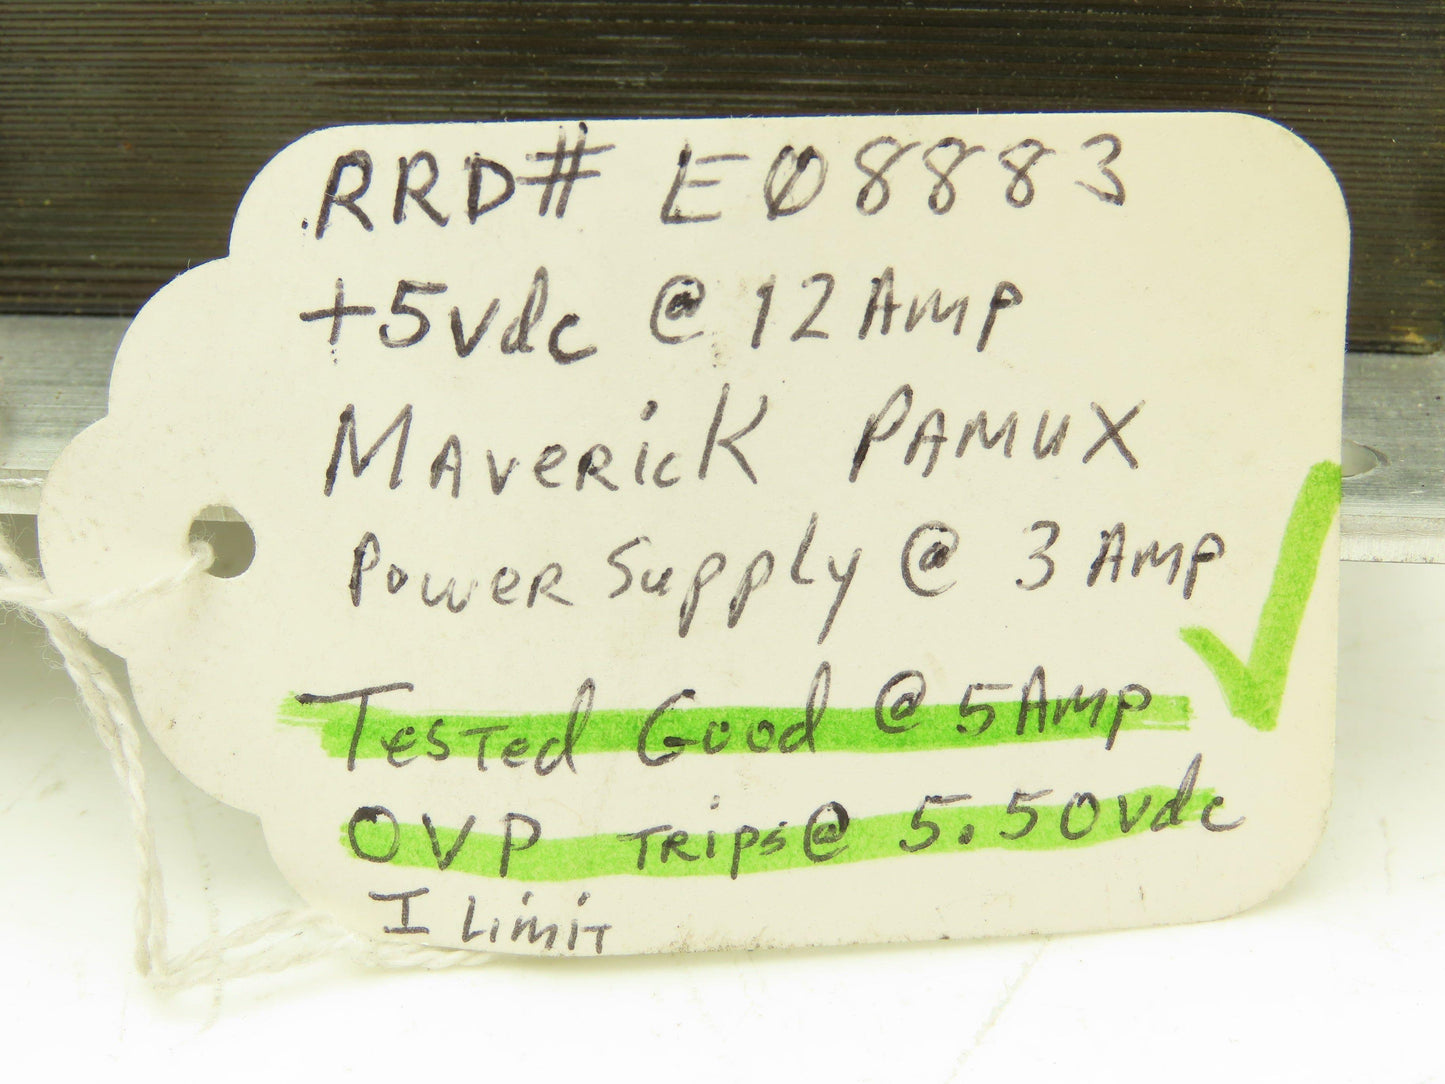 RRD# E08883
+5vdc @ 12 Amp
Maverick PAMUX
Power Supply @ 3 Amp
Tested Good @ 5 Amp
OVP Trips @ 5.50vdc
I Limit